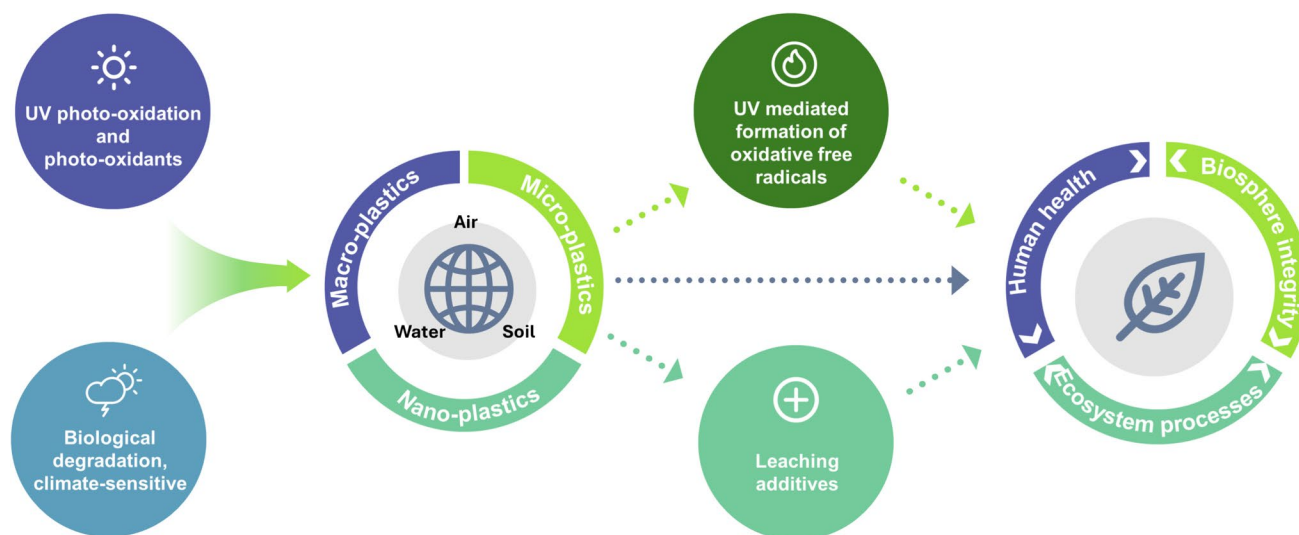 UV photo-oxidation
and
photo-oxidants
Biological
degradation,
climate-sensitive
Macro-plastics
Micro-plastics
Nano-plastics
Air
Water
Soil
UV mediated
formation of
oxidative free
radicals
Leaching
additives
Human health
Biosphere integrity
Ecosystem processes